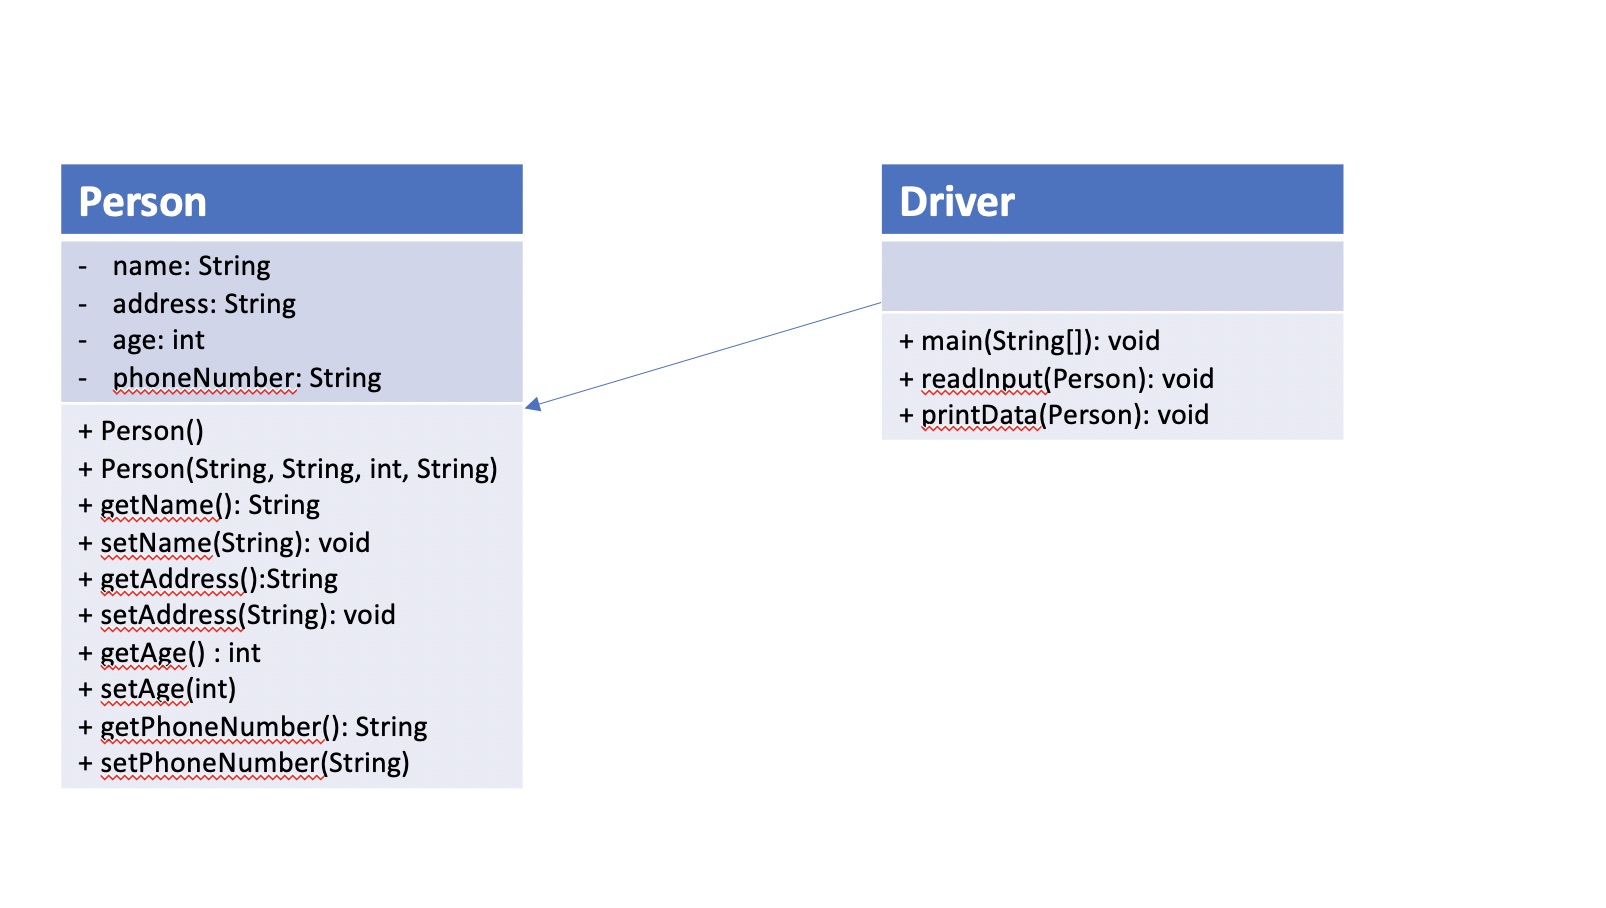 Person
- name: String
- address: String
- age: int
- phoneNumber: String
+ Person()
+ Person(String, String, int, String)
+ getName(): String
+ setName(String): void
+ getAddress():String
+ setAddress(String): void
+ getAge() : int
+ setAge(int)
+ getPhoneNumber(): String
+ setPhoneNumber(String)
Driver
+ main(String[]): void
+ readInput(Person): void
+ printData(Person): void